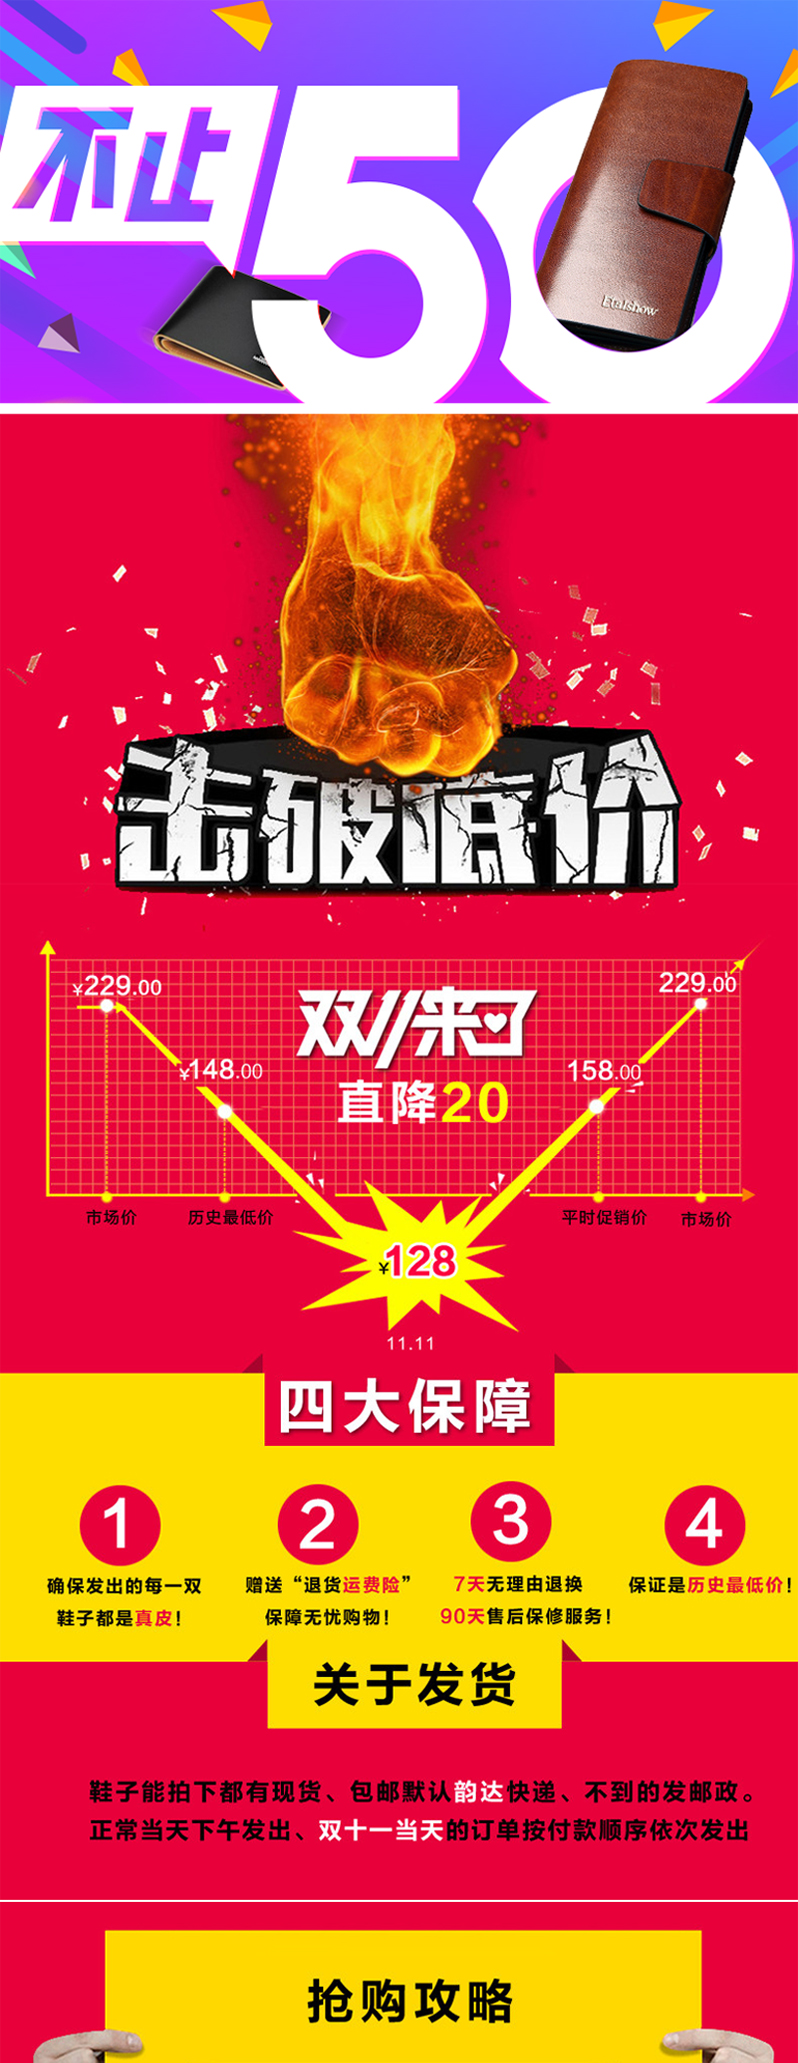 不止
50
Etalshow
击破底价
¥229.00
229.00
双11来了
¥148.00
158.00
直降20
市场价
历史最低价
平时促销价
市场价
¥128
11.11
四大保障
1
2
3
4
确保发出的每一双
鞋子都是真皮!
赠送“退货运费险”
保障无忧购物!
7天无理由退换
90天售后保修服务!
保证是历史最低价!
关于发货
鞋子能拍下都有现货、包邮默认韵达快递、不到的发邮政。
正常当天下午发出、双十一当天的订单按付款顺序依次发出
抢购攻略